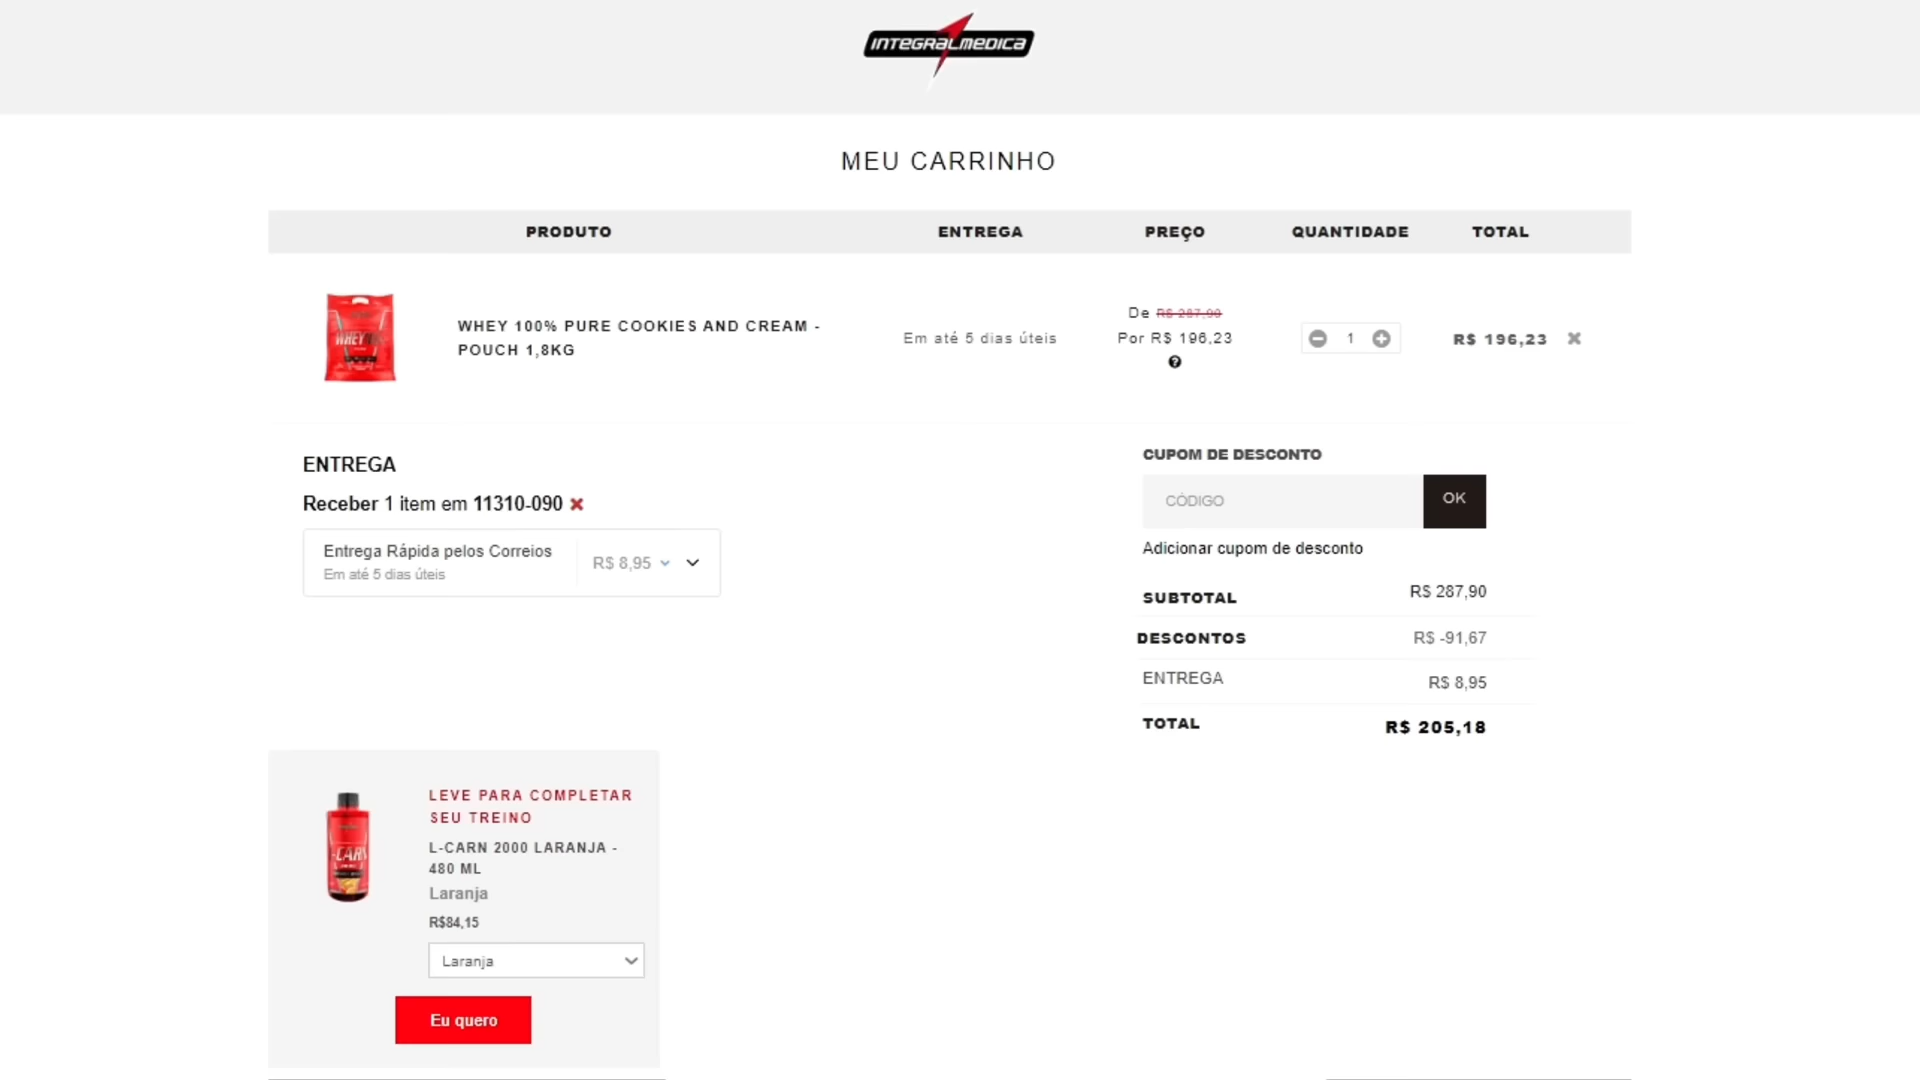 INTEGRALMEDICA
MEU CARRINHO
PRODUTO ENTREGA PREÇO QUANTIDADE TOTAL
WHEY 100% PURE COOKIES AND CREAM -
POUCH 1,8KG
Em até 5 dias úteis
De R$ 287,90
Por R$ 196,23
1
R$ 196,23
ENTREGA
Receber 1 item em 11310-090
Entrega Rápida pelos Correios
Em até 5 dias úteis
R$ 8,95
CUPOM DE DESCONTO
CÓDIGO OK
Adicionar cupom de desconto
SUBTOTAL R$ 287,90
DESCONTOS R$ -91,67
ENTREGA R$ 8,95
TOTAL R$ 205,18
LEVE PARA COMPLETAR
SEU TREINO
L-CARN 2000 LARANJA -
480 ML
Laranja
R$84,15
Laranja
Eu quero